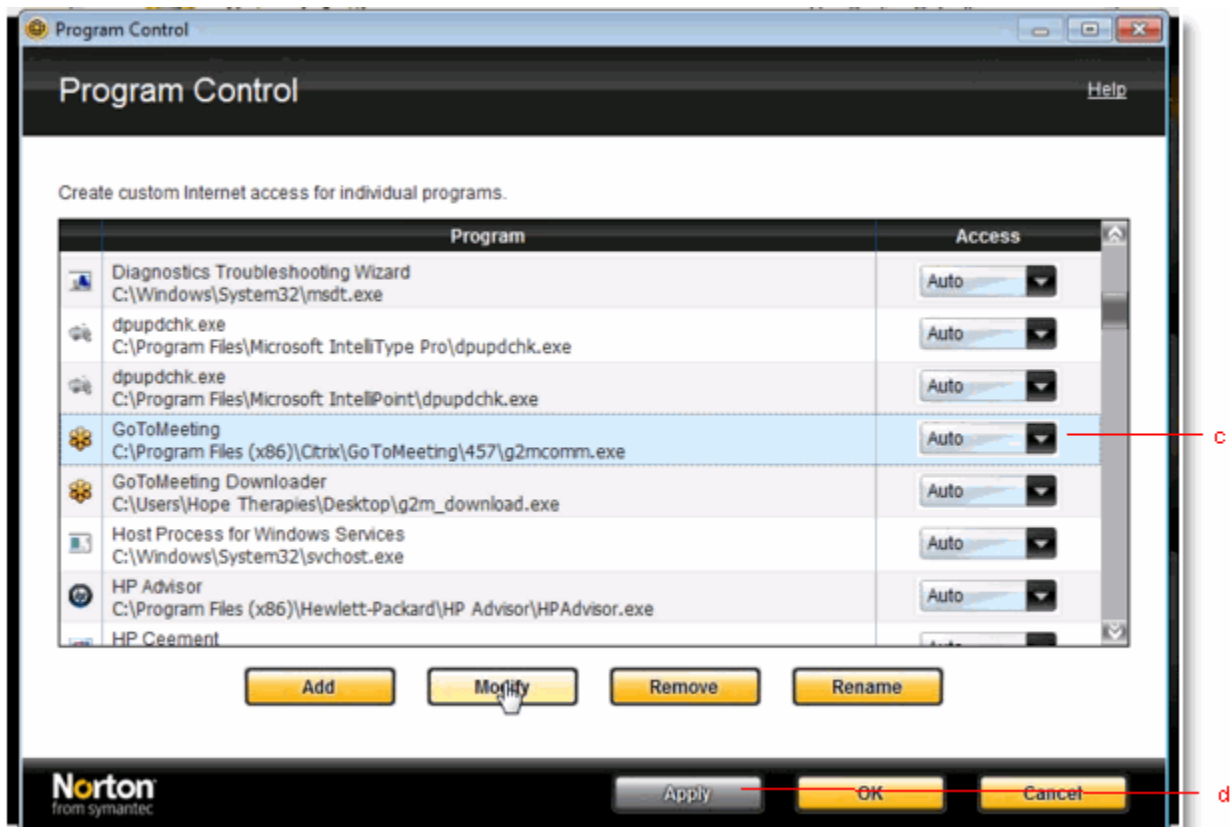 Program Control
Program Control
Help
Create custom Internet access for individual programs.
Program Access
Diagnostics Troubleshooting Wizard
C:\Windows\System32\msdt.exe
Auto
dpupdchk.exe
C:\Program Files\Microsoft IntelliType Pro\dpupdchk.exe
Auto
dpupdchk.exe
C:\Program Files\Microsoft IntelliPoint\dpupdchk.exe
Auto
GoToMeeting
C:\Program Files (x86)\Citrix\GoToMeeting\457\g2mcomm.exe
Auto
c
GoToMeeting Downloader
C:\Users\Hope Therapies\Desktop\g2m_download.exe
Auto
Host Process for Windows Services
C:\Windows\System32\svchost.exe
Auto
HP Advisor
C:\Program Files (x86)\Hewlett-Packard\HP Advisor\HPAdvisor.exe
Auto
HP Ceement
Add Modify Remove Rename
Norton
from symantec
Apply OK Cancel
d